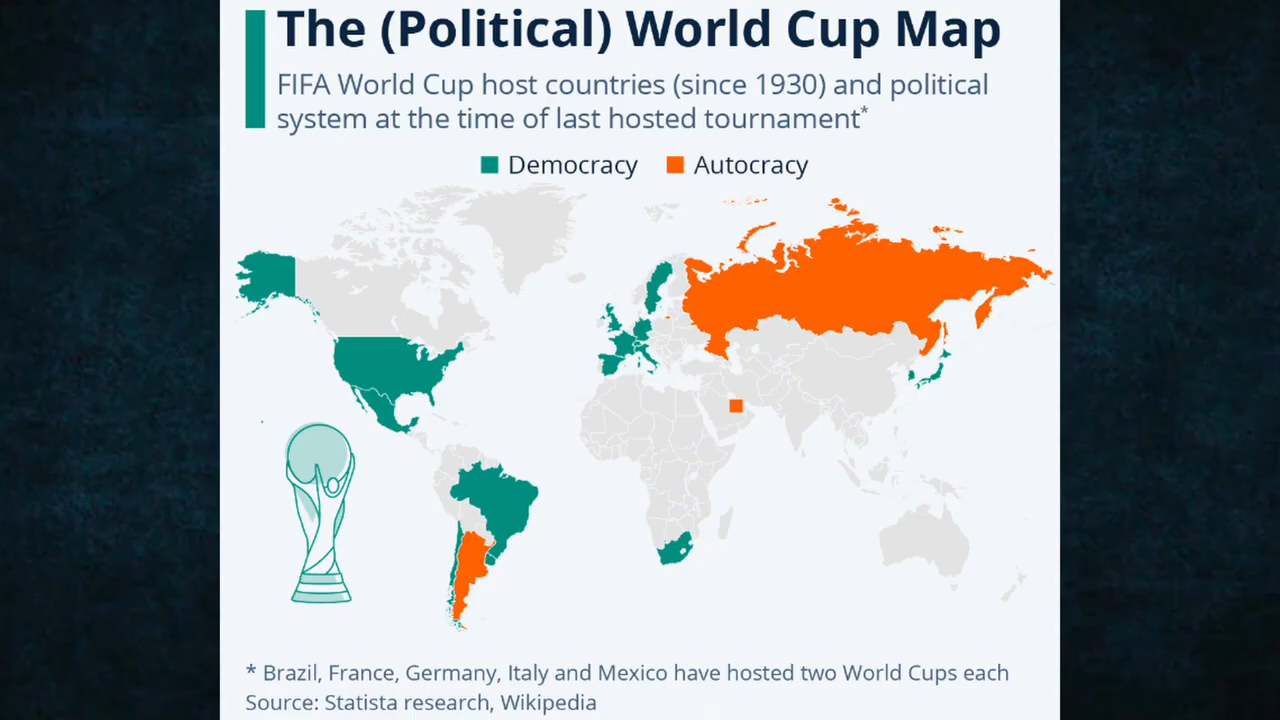 The (Political) World Cup Map
FIFA World Cup host countries (since 1930) and political
system at the time of last hosted tournament*
Democracy Autocracy
* Brazil, France, Germany, Italy and Mexico have hosted two World Cups each
Source: Statista research, Wikipedia